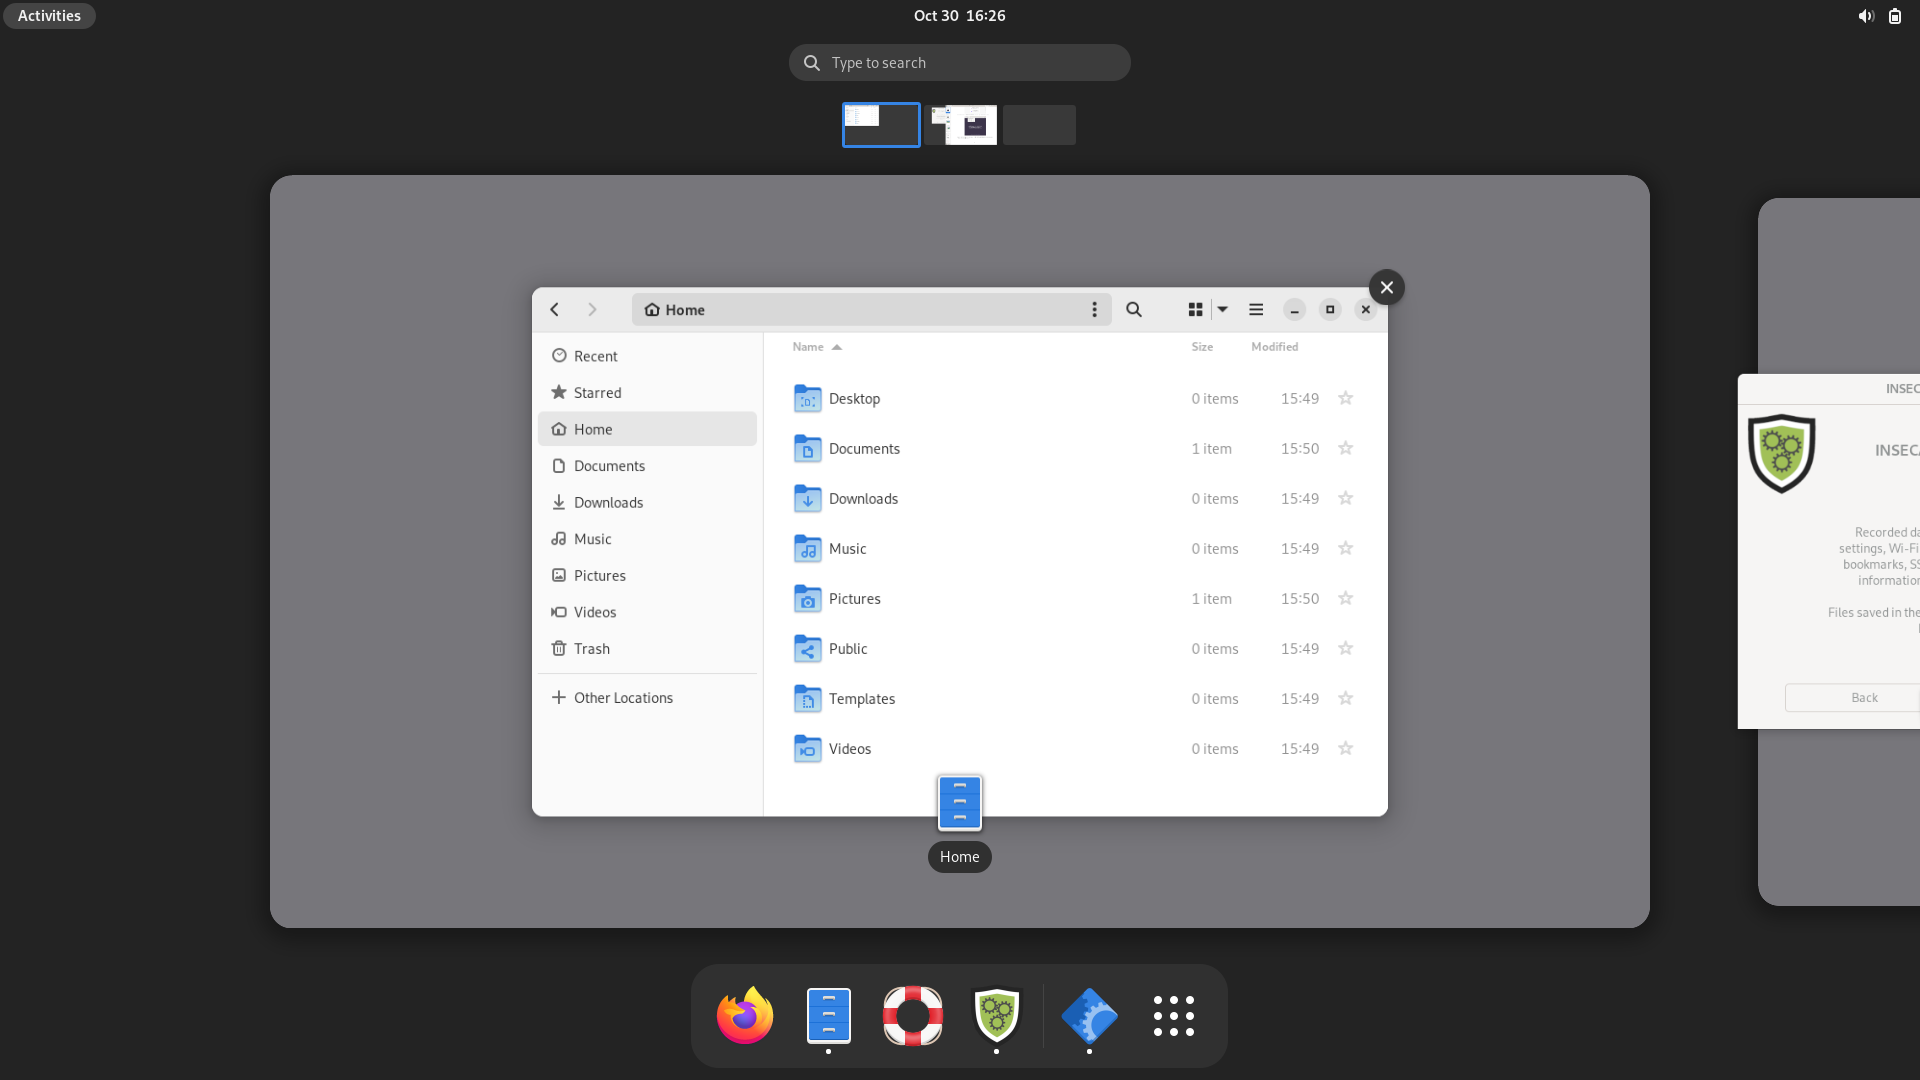 Activities
Oct 30 16:26
Type to search
Home
Name Size Modified
Recent
Starred
Home
Documents
Downloads
Music
Pictures
Videos
Trash
Other Locations
Desktop 0 items 15:49
Documents 1 item 15:50
Downloads 0 items 15:49
Music 0 items 15:49
Pictures 1 item 15:50
Public 0 items 15:49
Templates 0 items 15:49
Videos 0 items 15:49
Home
INSEC
INSECA
Recorded da
settings, Wi-Fi
bookmarks, SS
information
Files saved in the
Back